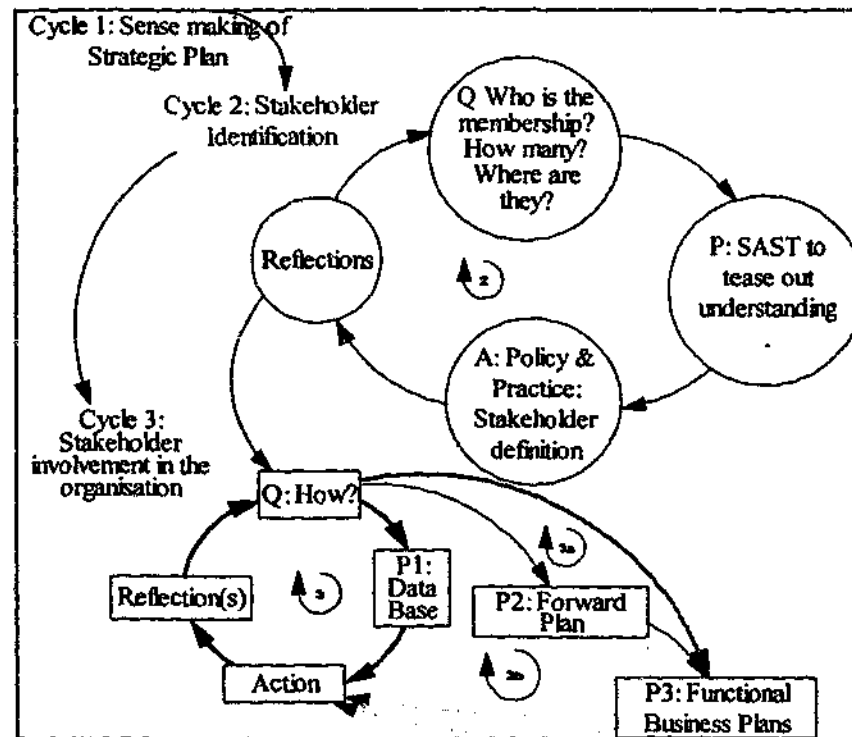 Cycle 1: Sense making of
Strategic Plan
Cycle 2: Stakeholder
Identification
Q Who is the
membership?
How many?
Where are
they?
Reflections
P: SAST to
tease out
understanding
.
2
A: Policy &
Practice:
Stakeholder
definition
Cycle 3:
Stakeholder
involvement in the
organisation
Q: How?
P1:
Data
Base
3
Reflection(s)
P2: Forward
Plan
Action
P3: Functional
Business Plans